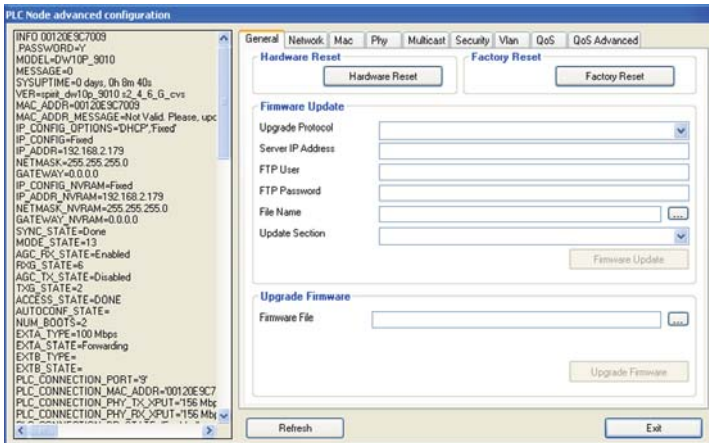 PLC Node advanced configuration
INFO 00120E9C7009
.PASSWORD=Y
MODEL=DW10P_9010
MESSAGE=0
SYSUPTIME=0 days, 0h 8m 40s
VER=spirit_dw10p_9010 s2_4_6_G_cvs
MAC_ADDR=00120E9C7009
MAC_ADDR_MESSAGE=Not Valid. Please, upc
IP_CONFIG_OPTIONS='DHCP','Fixed'
IP_CONFIG=Fixed
IP_ADDR=192.168.2.179
NETMASK=255.255.255.0
GATEWAY=0.0.0.0
IP_CONFIG_NVRAM=Fixed
IP_ADDR_NVRAM=192.168.2.179
NETMASK_NVRAM=255.255.255.0
GATEWAY_NVRAM=0.0.0.0
SYNC_STATE=Done
MODE_STATE=13
AGC_RX_STATE=Enabled
RXG_STATE=6
AGC_TX_STATE=Disabled
TXG_STATE=2
ACCESS_STATE=DONE
AUTOCONF_STATE=
NUM_BOOTS=2
EXTA_TYPE=100 Mbps
EXTA_STATE=Forwarding
EXTB_TYPE=
EXTB_STATE=
PLC_CONNECTION_PORT='9'
PLC_CONNECTION_MAC_ADDR='00120E9C7
PLC_CONNECTION_PHY_TX_XPUT='156 Mbp
PLC_CONNECTION_PHY_RX_XPUT='156 Mb
General Network Mac Phy Multicast Security Vlan QoS QoS Advanced
Hardware Reset
Hardware Reset
Factory Reset
Factory Reset
Firmware Update
Upgrade Protocol
Server IP Address
FTP User
FTP Password
File Name
...
Update Section
Firmware Update
Upgrade Firmware
Firmware File
...
Upgrade Firmware
Refresh
Exit